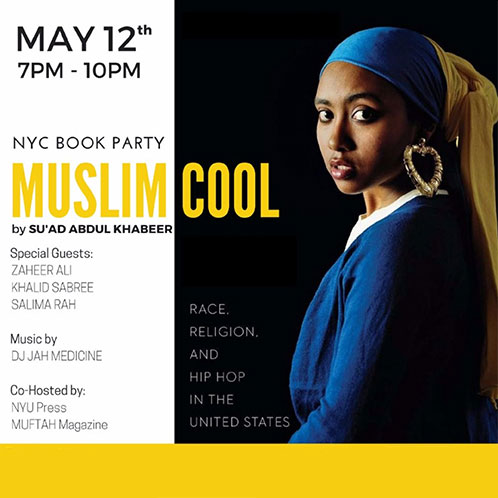 MAY 12th
7PM - 10PM
NYC BOOK PARTY
MUSLIM COOL
by SU'AD ABDUL KHABEER
Special Guests:
ZAHEER ALI
KHALID SABREE
SALIMA RAH
Music by
DJ JAH MEDICINE
Co-Hosted by:
NYU Press
MUFTAH Magazine
RACE,
RELIGION,
AND
HIP HOP
IN THE
UNITED STATES